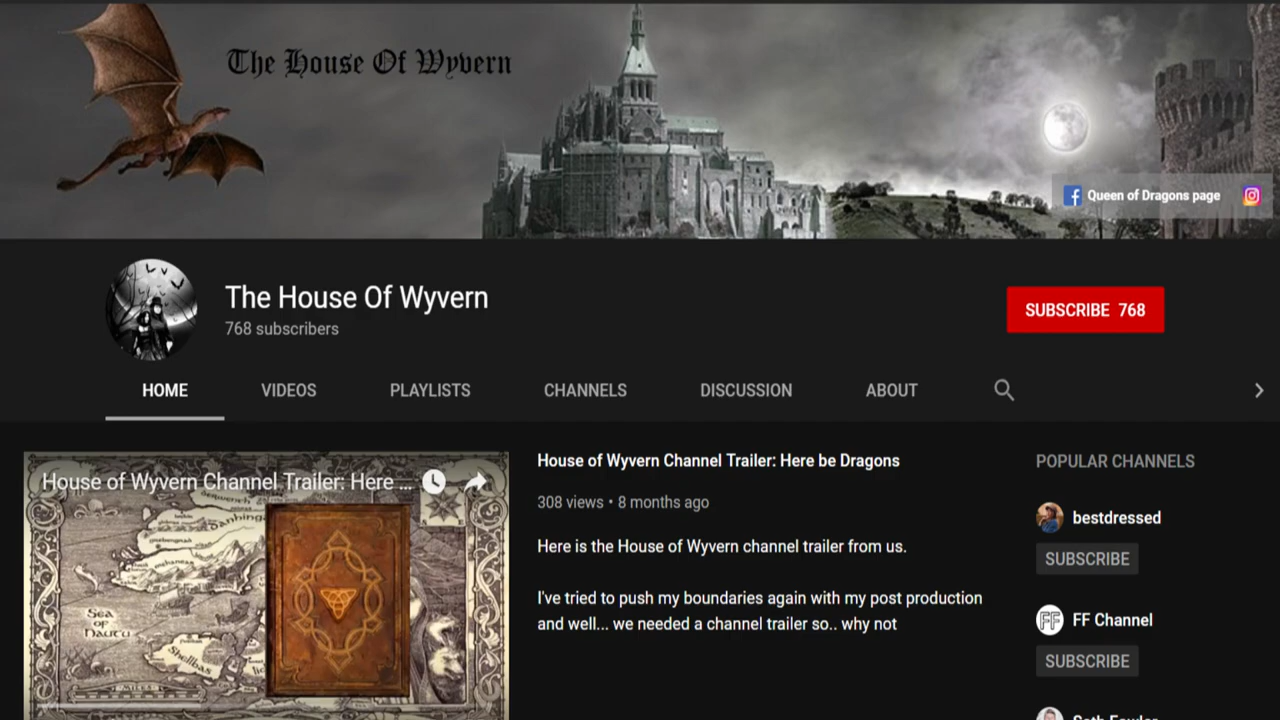 The House Of Wyvern
Queen of Dragons page
The House Of Wyvern
768 subscribers
SUBSCRIBE 768
HOME VIDEOS PLAYLISTS CHANNELS DISCUSSION ABOUT
House of Wyvern Channel Trailer: Here ...
Sea
of
Shellbas
MILES
House of Wyvern Channel Trailer: Here be Dragons
308 views • 8 months ago
Here is the House of Wyvern channel trailer from us.
I've tried to push my boundaries again with my post production
and well... we needed a channel trailer so.. why not
POPULAR CHANNELS
bestdressed
SUBSCRIBE
FF
FF Channel
SUBSCRIBE